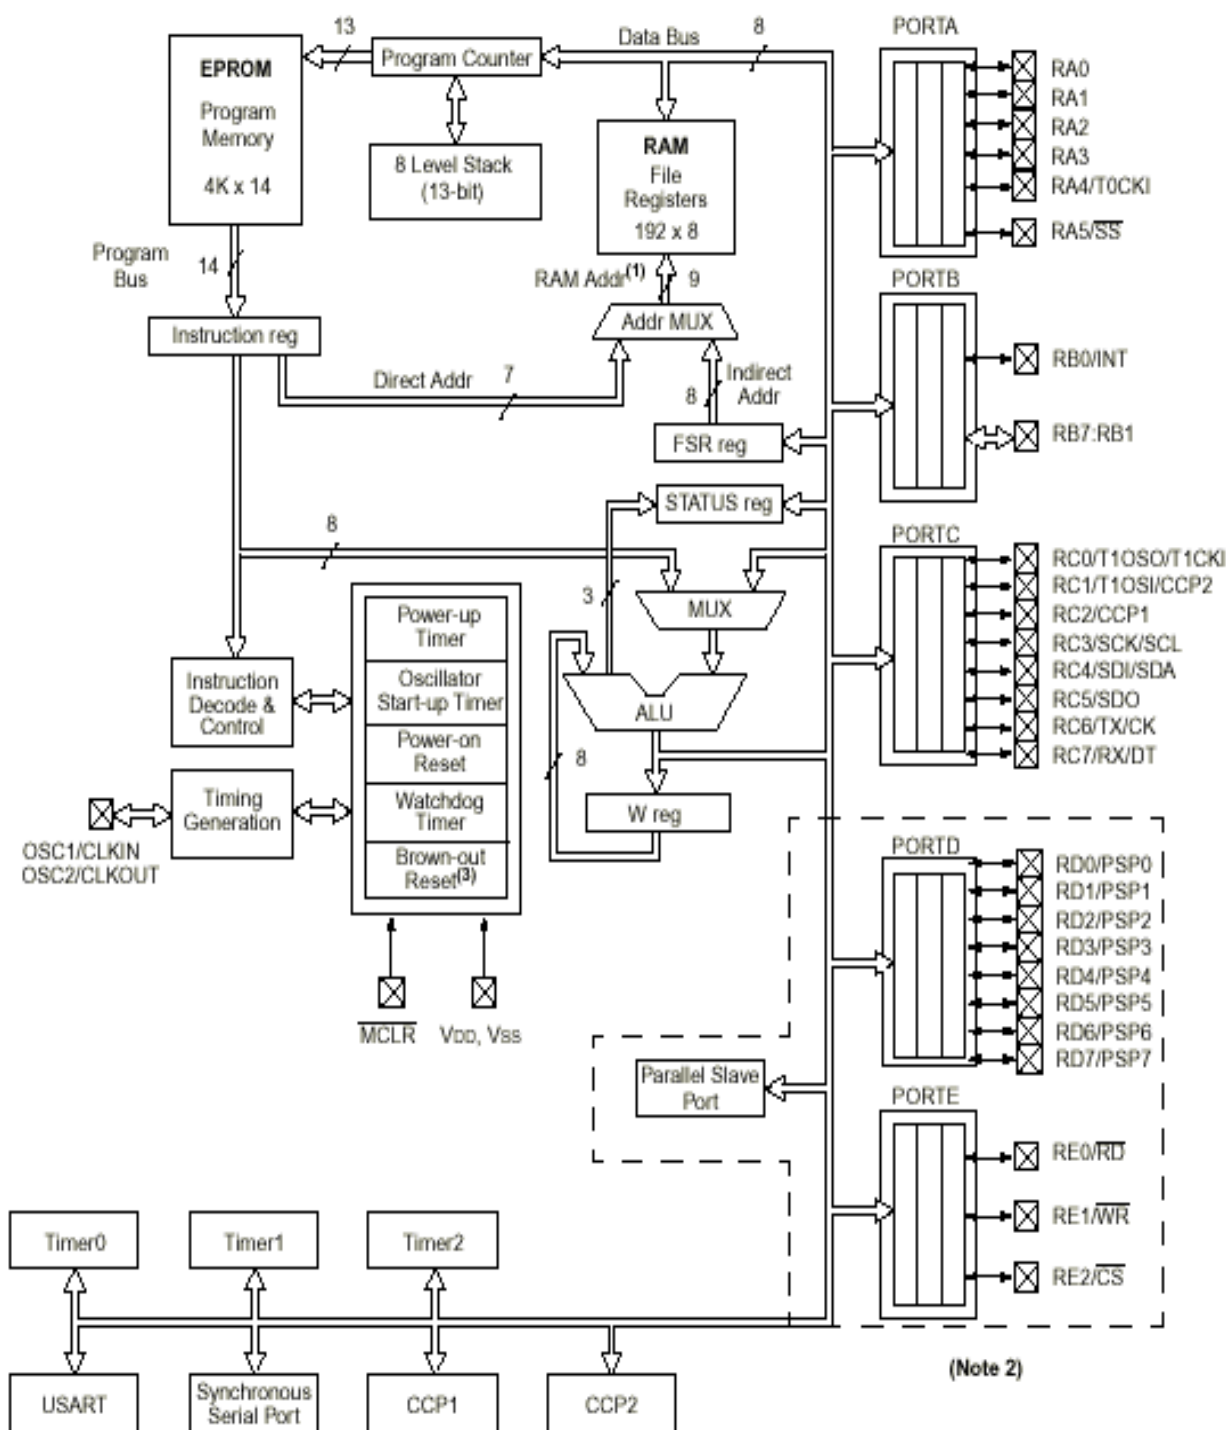 13
Data Bus
8
PORTA
EPROM
Program
Memory
4K x 14
Program Counter
8 Level Stack
(13-bit)
RAM
File
Registers
192 x 8
RA0
RA1
RA2
RA3
RA4/T0CKI
RA5/S̅S̅
Program
Bus
14
RAM Addr(1)
9
PORTB
Instruction reg
Addr MUX
Direct Addr
7
8
Indirect
Addr
RB0/INT
RB7:RB1
FSR reg
STATUS reg
8
3
MUX
ALU
8
W reg
PORTC
RC0/T1OSO/T1CKI
RC1/T1OSI/CCP2
RC2/CCP1
RC3/SCK/SCL
RC4/SDI/SDA
RC5/SDO
RC6/TX/CK
RC7/RX/DT
Instruction
Decode &
Control
Timing
Generation
OSC1/CLKIN
OSC2/CLKOUT
Power-up
Timer
Oscillator
Start-up Timer
Power-on
Reset
Watchdog
Timer
Brown-out
Reset(3)
M̅C̅L̅R̅
VDD, VSS
PORTD
RD0/PSP0
RD1/PSP1
RD2/PSP2
RD3/PSP3
RD4/PSP4
RD5/PSP5
RD6/PSP6
RD7/PSP7
Parallel Slave
Port
PORTE
RE0/R̅D̅
RE1/W̅R̅
RE2/C̅S̅
Timer0
Timer1
Timer2
USART
Synchronous
Serial Port
CCP1
CCP2
(Note 2)